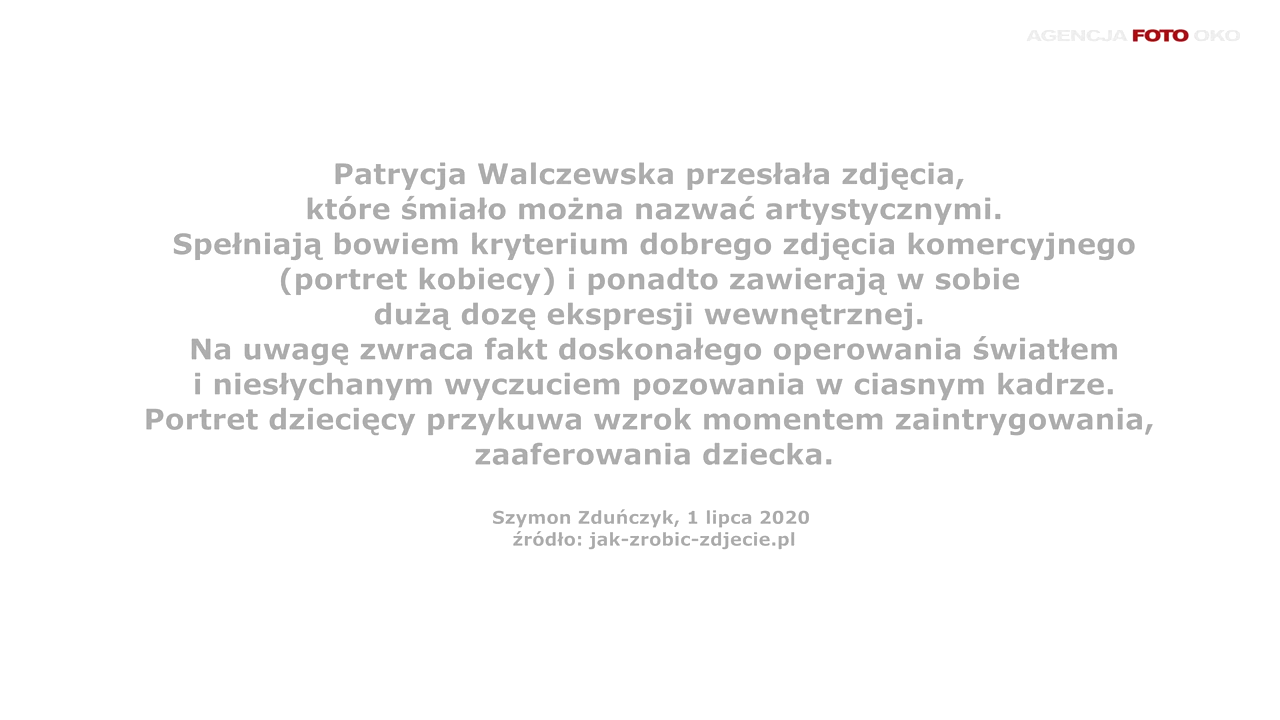 AGENCJA FOTO OKO
Patrycja Walczewska przesłała zdjęcia,
które śmiało można nazwać artystycznymi.
Spełniają bowiem kryterium dobrego zdjęcia komercyjnego
(portret kobiecy) i ponadto zawierają w sobie
dużą dozę ekspresji wewnętrznej.
Na uwagę zwraca fakt doskonałego operowania światłem
i niesłychanym wyczuciem pozowania w ciasnym kadrze.
Portret dziecięcy przykuwa wzrok momentem zaintrygowania,
zaaferowania dziecka.
Szymon Zduńczyk, 1 lipca 2020
źródło: jak-zrobic-zdjecie.pl